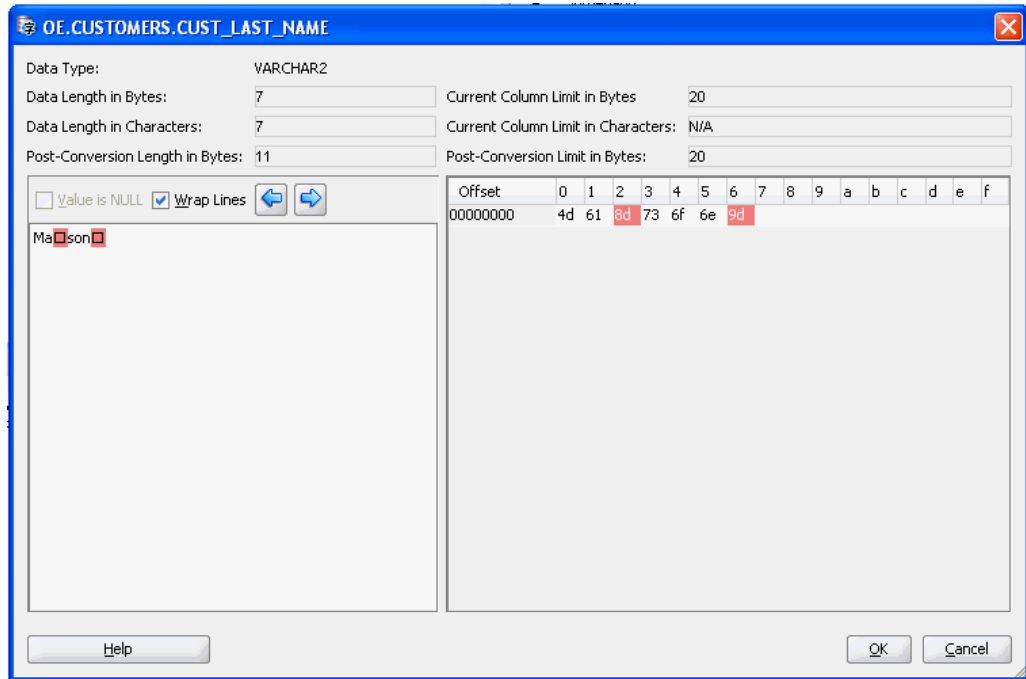 OE.CUSTOMERS.CUST_LAST_NAME
Data Type: VARCHAR2
Data Length in Bytes: 7 Current Column Limit in Bytes 20
Data Length in Characters: 7 Current Column Limit in Characters: N/A
Post-Conversion Length in Bytes: 11 Post-Conversion Limit in Bytes: 20
Value is NULL Wrap Lines
Ma□son□
Offset 0 1 2 3 4 5 6 7 8 9 a b c d e f
00000000 4d 61 8d 73 6f 6e 9d
Help OK Cancel